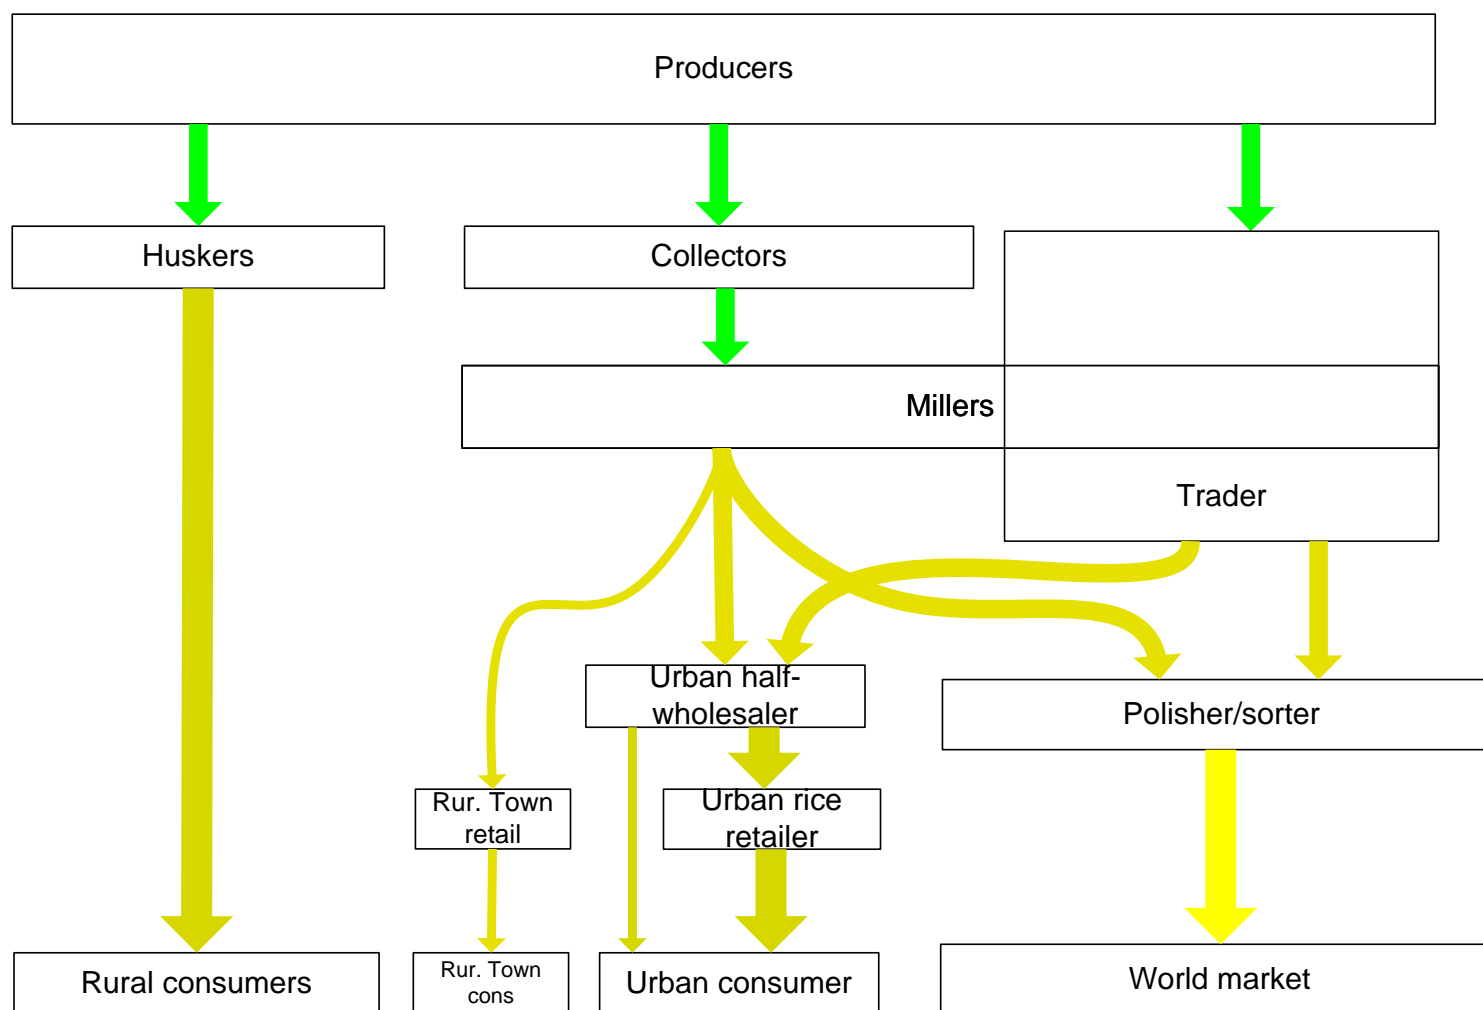 Producers
Huskers
Collectors
Millers
Trader
Urban half-
wholesaler
Polisher/sorter
Rur. Town
retail
Urban rice
retailer
Rural consumers
Rur. Town
cons
Urban consumer
World market